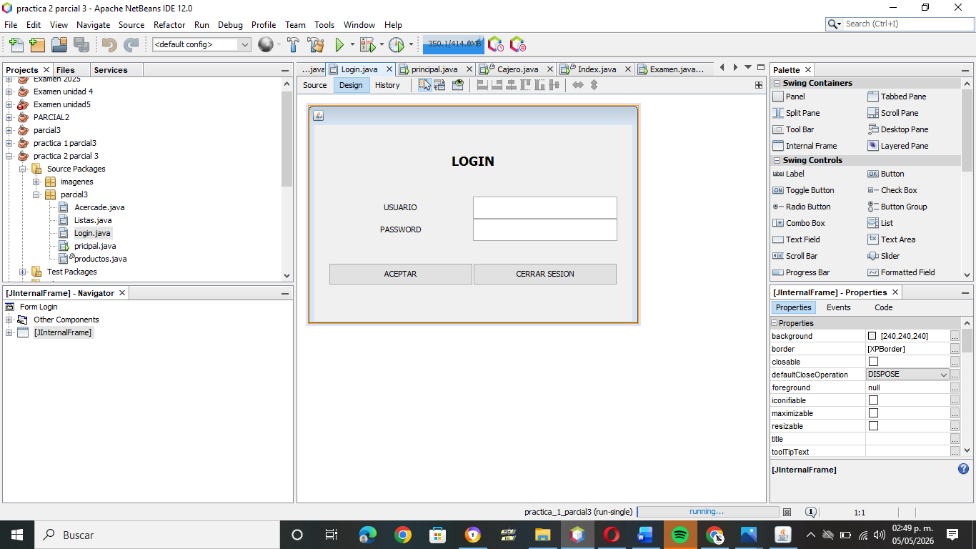 practica 2 parcial 3 - Apache NetBeans IDE 12.0
File Edit View Navigate Source Refactor Run Debug Profile Team Tools Window Help
Search (Ctrl+I)
<default config>
Projects Files Services
Examen 2025
Examen unidad 4
Examen unidad5
PARCIAL2
parcial3
practica 1 parcial3
practica 2 parcial 3
Source Packages
imagenes
parcial3
Acercade.java
Listas.java
Login.java
pricipal.java
productos.java
Test Packages
[JInternalFrame] - Navigator
Form Login
Other Components
[JInternalFrame]
...java Login.java principal.java Cajero.java Index.java Examen.java...
Source Design History
LOGIN
USUARIO
PASSWORD
ACEPTAR CERRAR SESION
Palette
Swing Containers
Panel Tabbed Pane
Split Pane Scroll Pane
Tool Bar Desktop Pane
Internal Frame Layered Pane
Swing Controls
Label Button
Toggle Button Check Box
Radio Button Button Group
Combo Box List
Text Field Text Area
Scroll Bar Slider
Progress Bar Formatted Field
[JInternalFrame] - Properties
Properties Events Code
Properties
background [240,240,240]
border [XPBorder]
closable
defaultCloseOperation DISPOSE
foreground null
iconifiable
maximizable
resizable
title
toolTipText
[JInternalFrame]
practica_1_parcial3 (run-single) running... 1:1
Buscar
02:49 p. m.
05/05/2026